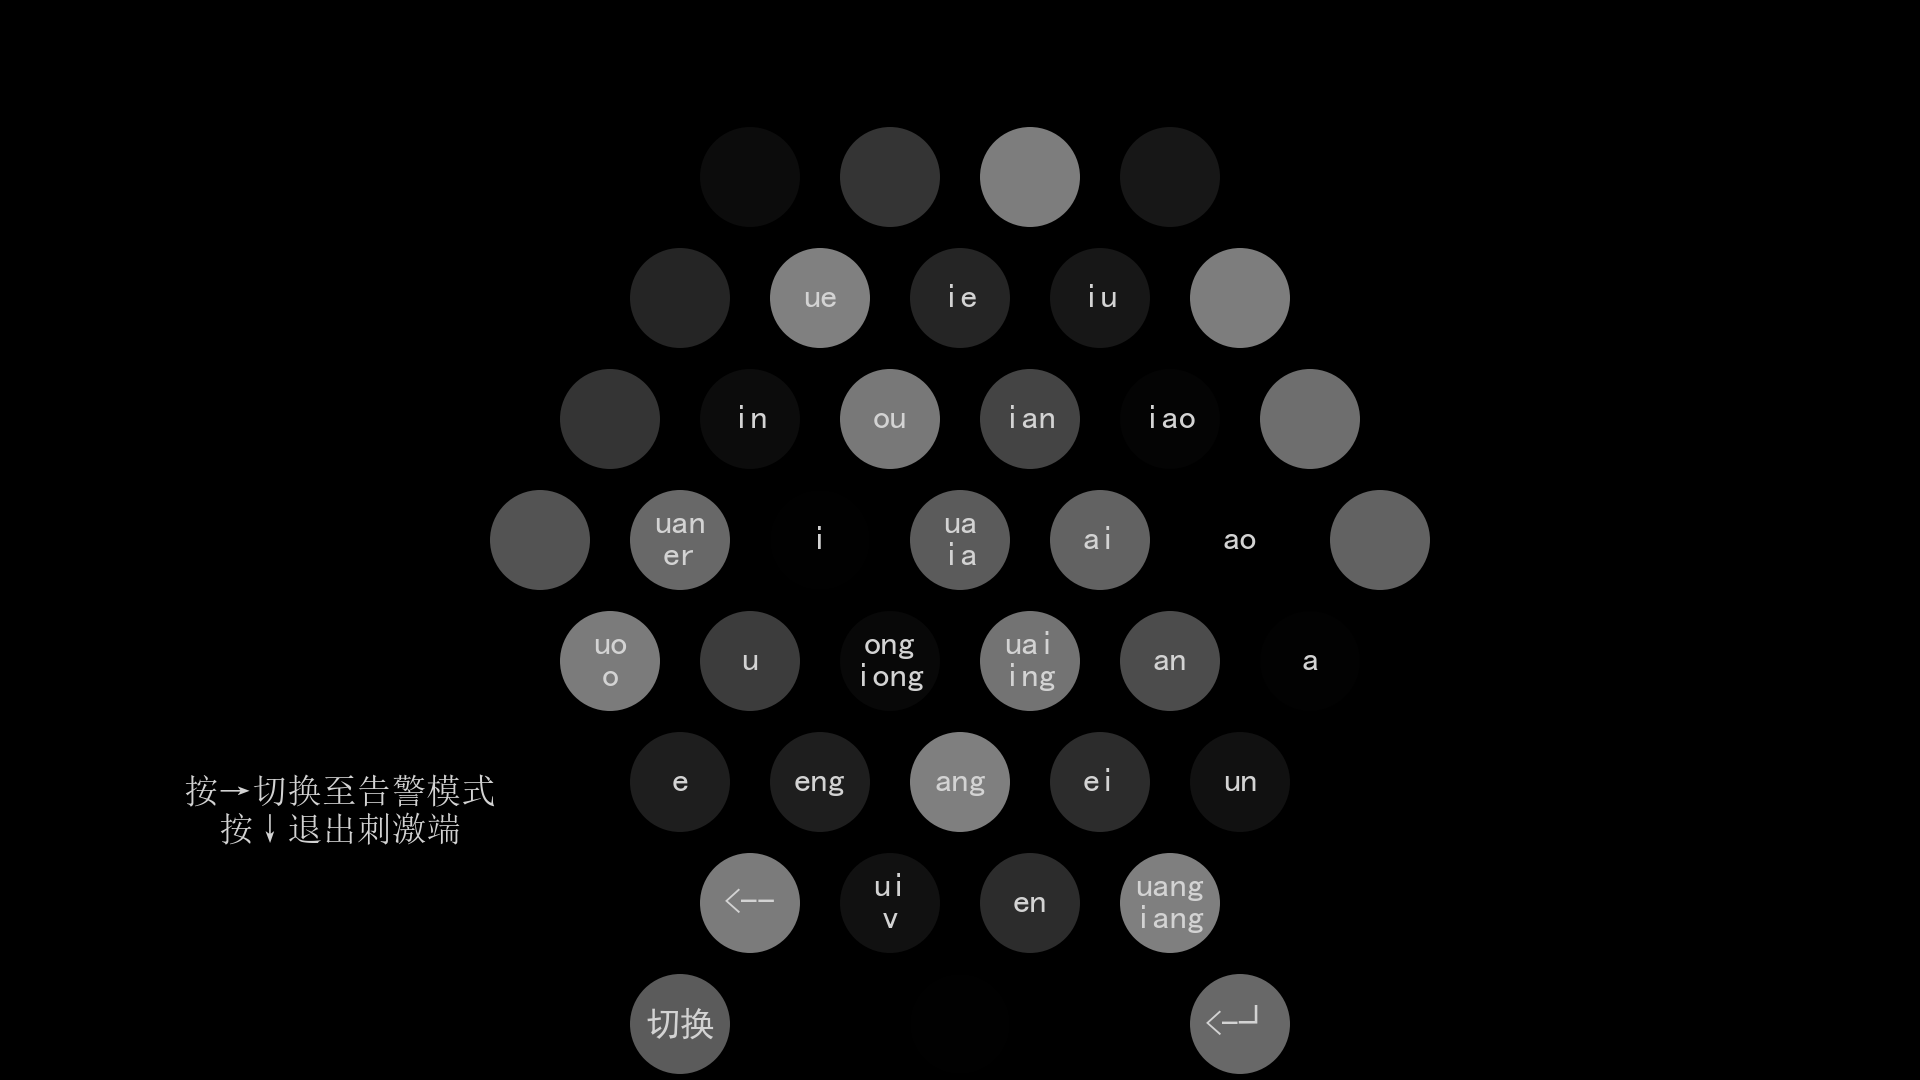 ue
ie
iu
in
ou
ian
iao
uan
er
i
ua
ia
ai
ao
uo
o
u
ong
iong
uai
ing
an
a
e
eng
ang
ei
un
按→切换至告警模式
按↓退出刺激端
<--
ui
v
en
uang
iang
切换
<-┘